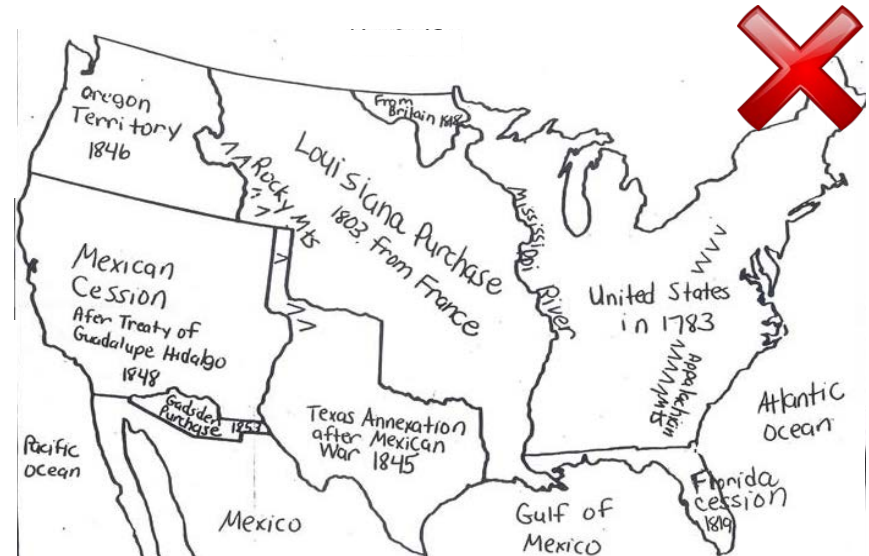 Oregon
Territory
1846
From
Britain 1818
Louisiana Purchase
1803. From France
Rocky Mts
Mississippi River
Mexican
Cession
Afer Treaty of
Guadalupe Hidalgo
1848
United States
in 1783
Appalachian
Mts
Gadsden
Purchase 1853
Texas Annexation
after Mexican
War 1845
Atlantic
Ocean
Pacific
Ocean
Mexico
Gulf of
Mexico
Florida
Cession
1819